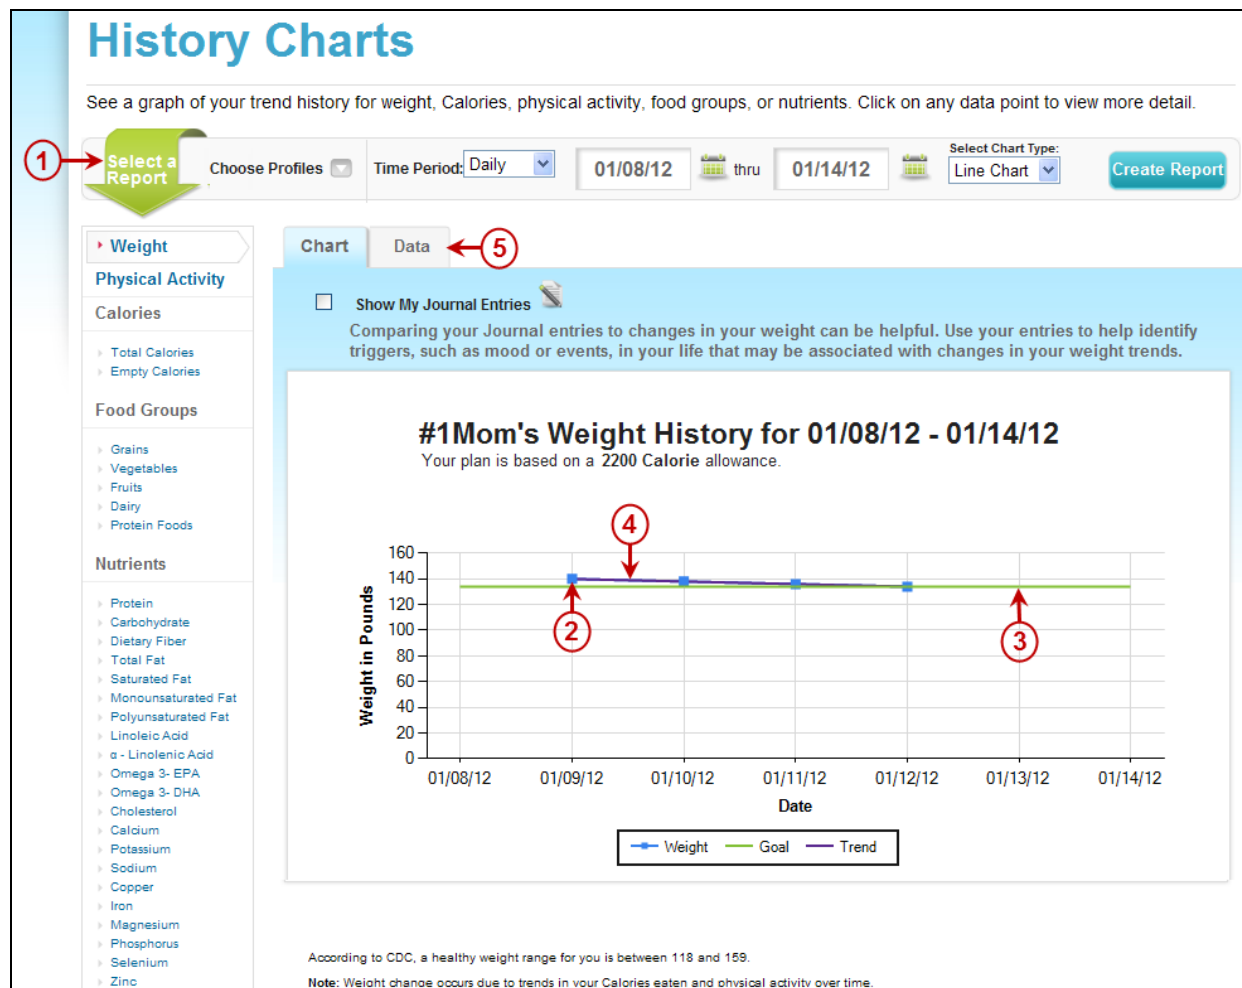 History Charts
See a graph of your trend history for weight, Calories, physical activity, food groups, or nutrients. Click on any data point to view more detail.
1
Select a
Report
Choose Profiles
Time Period: Daily
01/08/12
thru
01/14/12
Select Chart Type:
Line Chart
Create Report
Weight
Physical Activity
Calories
Total Calories
Empty Calories
Food Groups
Grains
Vegetables
Fruits
Dairy
Protein Foods
Nutrients
Protein
Carbohydrate
Dietary Fiber
Total Fat
Saturated Fat
Monounsaturated Fat
Polyunsaturated Fat
Linoleic Acid
α - Linolenic Acid
Omega 3- EPA
Omega 3- DHA
Cholesterol
Calcium
Potassium
Sodium
Copper
Iron
Magnesium
Phosphorus
Selenium
Zinc
Chart
Data
5
Show My Journal Entries
Comparing your Journal entries to changes in your weight can be helpful. Use your entries to help identify
triggers, such as mood or events, in your life that may be associated with changes in your weight trends.
#1Mom's Weight History for 01/08/12 - 01/14/12
Your plan is based on a 2200 Calorie allowance.
4
2
3
Weight in Pounds
160
140
120
100
80
60
40
20
0
01/08/12 01/09/12 01/10/12 01/11/12 01/12/12 01/13/12 01/14/12
Date
Weight Goal Trend
According to CDC, a healthy weight range for you is between 118 and 159.
Note: Weight change occurs due to trends in your Calories eaten and physical activity over time.